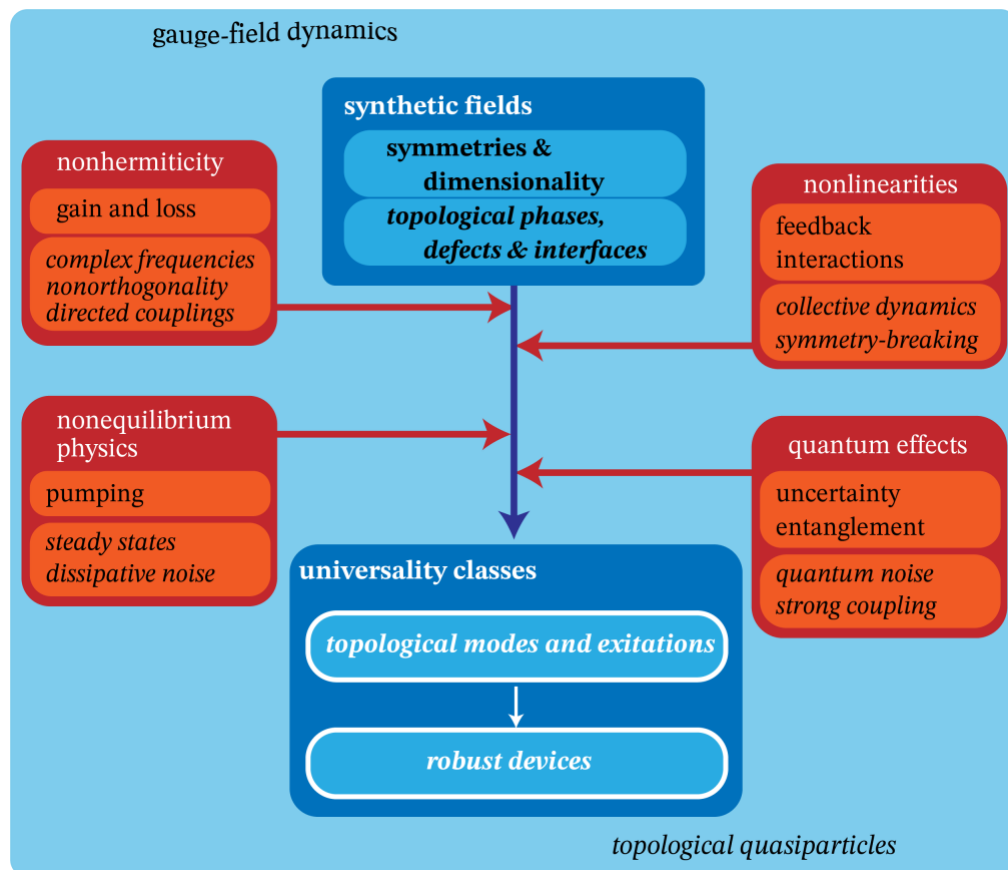 gauge-field dynamics
synthetic fields
symmetries &
dimensionality
topological phases,
defects & interfaces
nonhermiticity
gain and loss
complex frequencies
nonorthogonality
directed couplings
nonlinearities
feedback
interactions
collective dynamics
symmetry-breaking
nonequilibrium
physics
pumping
steady states
dissipative noise
quantum effects
uncertainty
entanglement
quantum noise
strong coupling
universality classes
topological modes and exitations
robust devices
topological quasiparticles